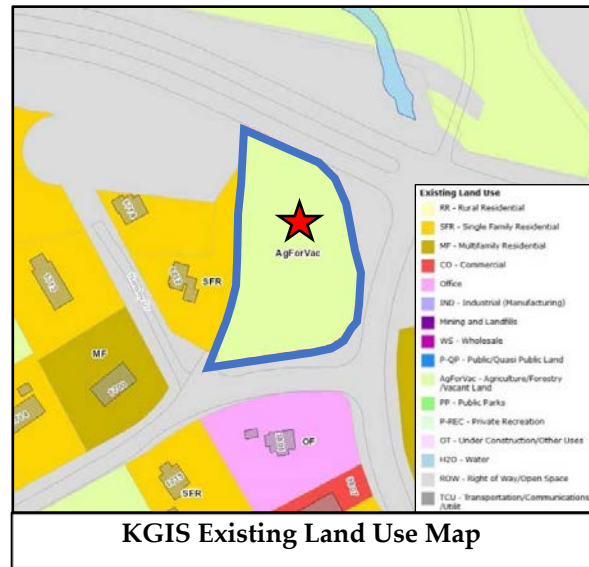 AgForVac
SFR
MF
OF
SFR
Existing Land Use
RR - Rural Residential
SFR - Single Family Residential
MF - Multifamily Residential
CO - Commercial
Office
IND - Industrial (Manufacturing)
Mining and Landfills
WS - Wholesale
P-QP - Public/Quasi Public Land
AgForVac - Agriculture/Forestry
/Vacant Land
PP - Public Parks
P-REC - Private Recreation
OT - Under Construction/Other Uses
H2O - Water
ROW - Right of Way/Open Space
TCU - Transportation/Communications
/Utilit
KGIS Existing Land Use Map